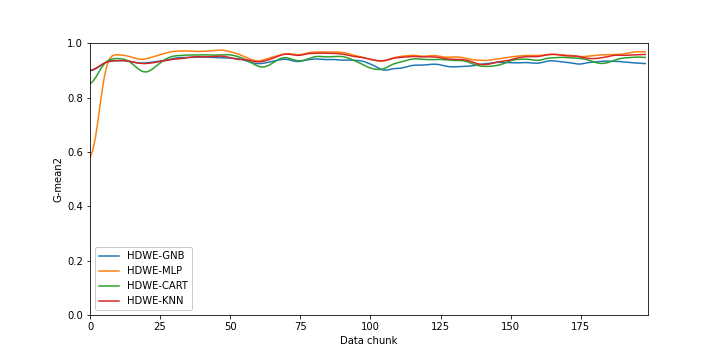 1.0
0.8
0.6
0.4
0.2
0.0
G-mean2
HDWE-GNB
HDWE-MLP
HDWE-CART
HDWE-KNN
0 25 50 75 100 125 150 175
Data chunk